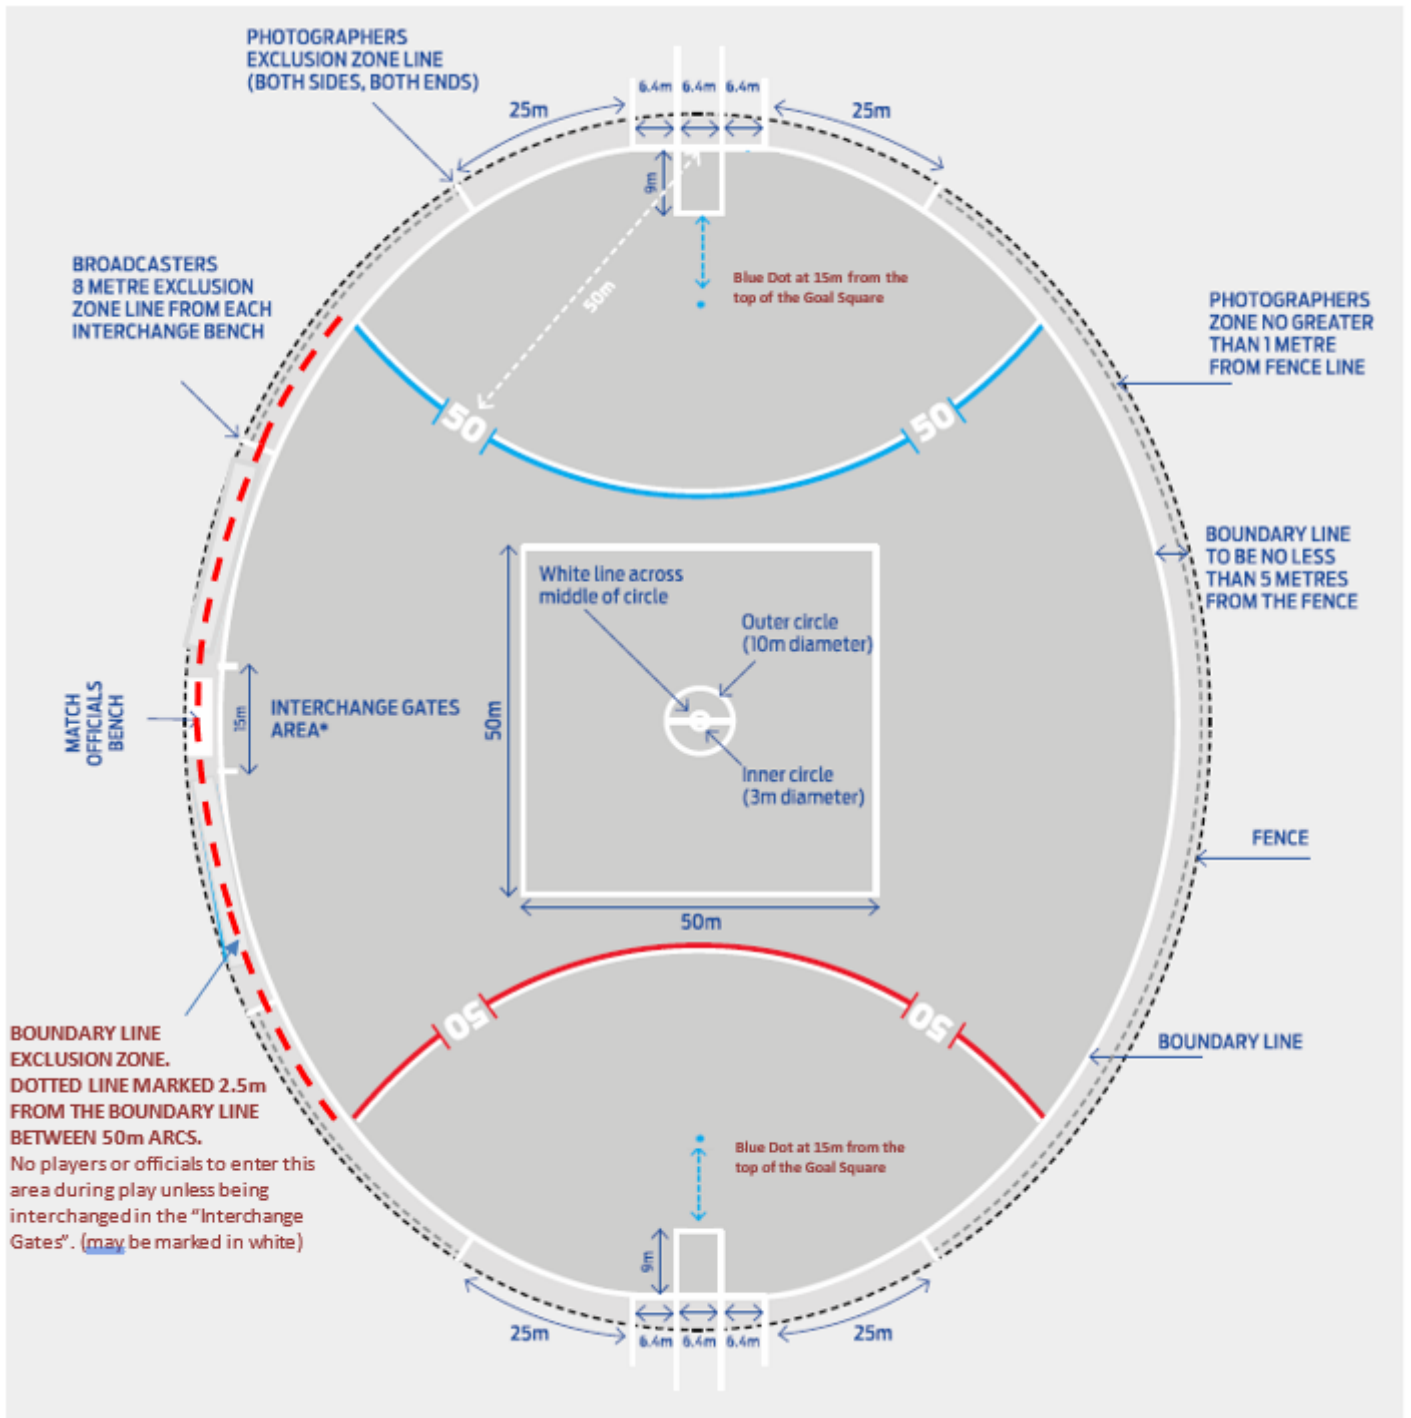 PHOTOGRAPHERS
EXCLUSION ZONE LINE
(BOTH SIDES, BOTH ENDS)
6.4m 6.4m 6.4m
25m
25m
9m
BROADCASTERS
8 METRE EXCLUSION
ZONE LINE FROM EACH
INTERCHANGE BENCH
50m
Blue Dot at 15m from the
top of the Goal Square
PHOTOGRAPHERS
ZONE NO GREATER
THAN 1 METRE
FROM FENCE LINE
50
50
BOUNDARY LINE
TO BE NO LESS
THAN 5 METRES
FROM THE FENCE
White line across
middle of circle
Outer circle
(10m diameter)
MATCH
OFFICIALS
BENCH
15m
INTERCHANGE GATES
AREA*
50m
Inner circle
(3m diameter)
FENCE
50m
50
50
BOUNDARY LINE
BOUNDARY LINE
EXCLUSION ZONE.
DOTTED LINE MARKED 2.5m
FROM THE BOUNDARY LINE
BETWEEN 50m ARCS.
No players or officials to enter this
area during play unless being
interchanged in the “Interchange
Gates”. (may be marked in white)
Blue Dot at 15m from the
top of the Goal Square
9m
25m
6.4m 6.4m 6.4m
25m